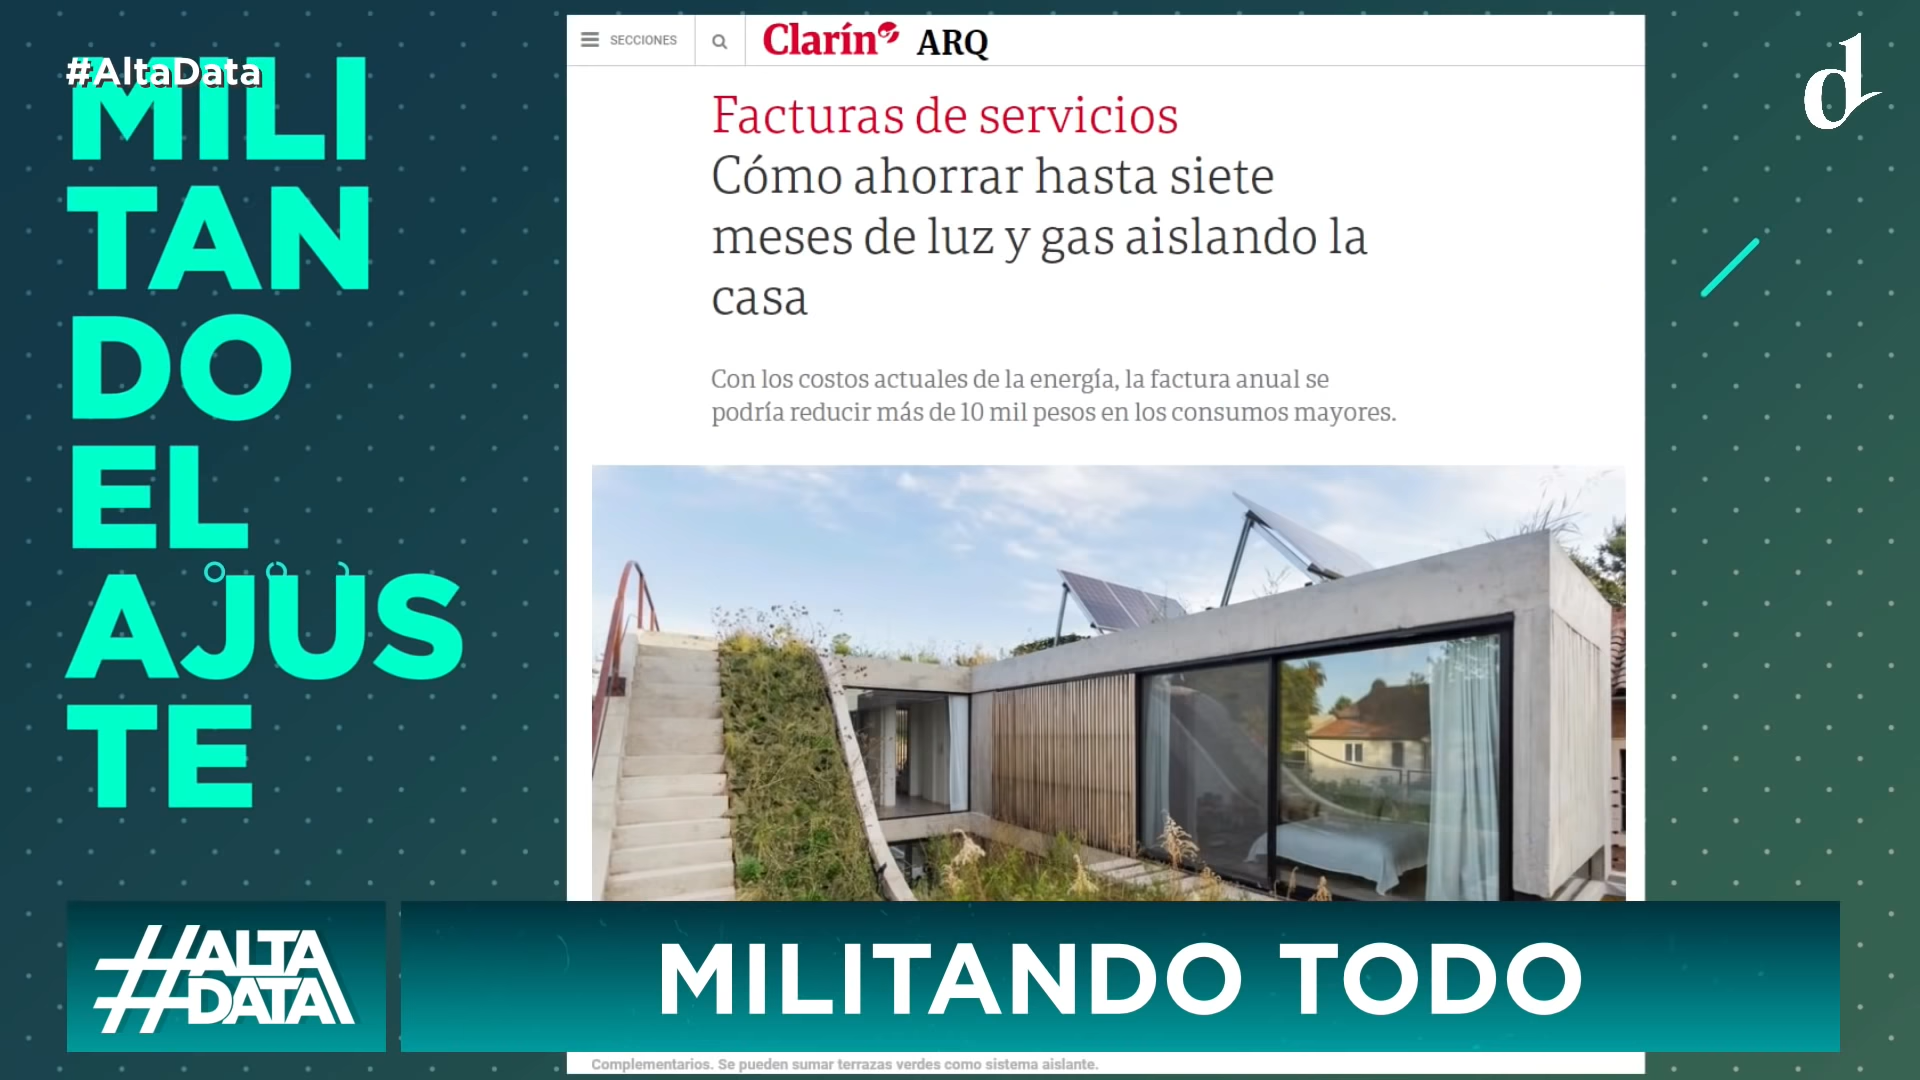 #AltaData
MILI
TAN
DO
EL
AJUS
TE
SECCIONES
Clarín ARQ
Facturas de servicios
Cómo ahorrar hasta siete
meses de luz y gas aislando la
casa
Con los costos actuales de la energía, la factura anual se
podría reducir más de 10 mil pesos en los consumos mayores.
d
#ALTA
DATA
MILITANDO TODO
Complementarios. Se pueden sumar terrazas verdes como sistema aislante.